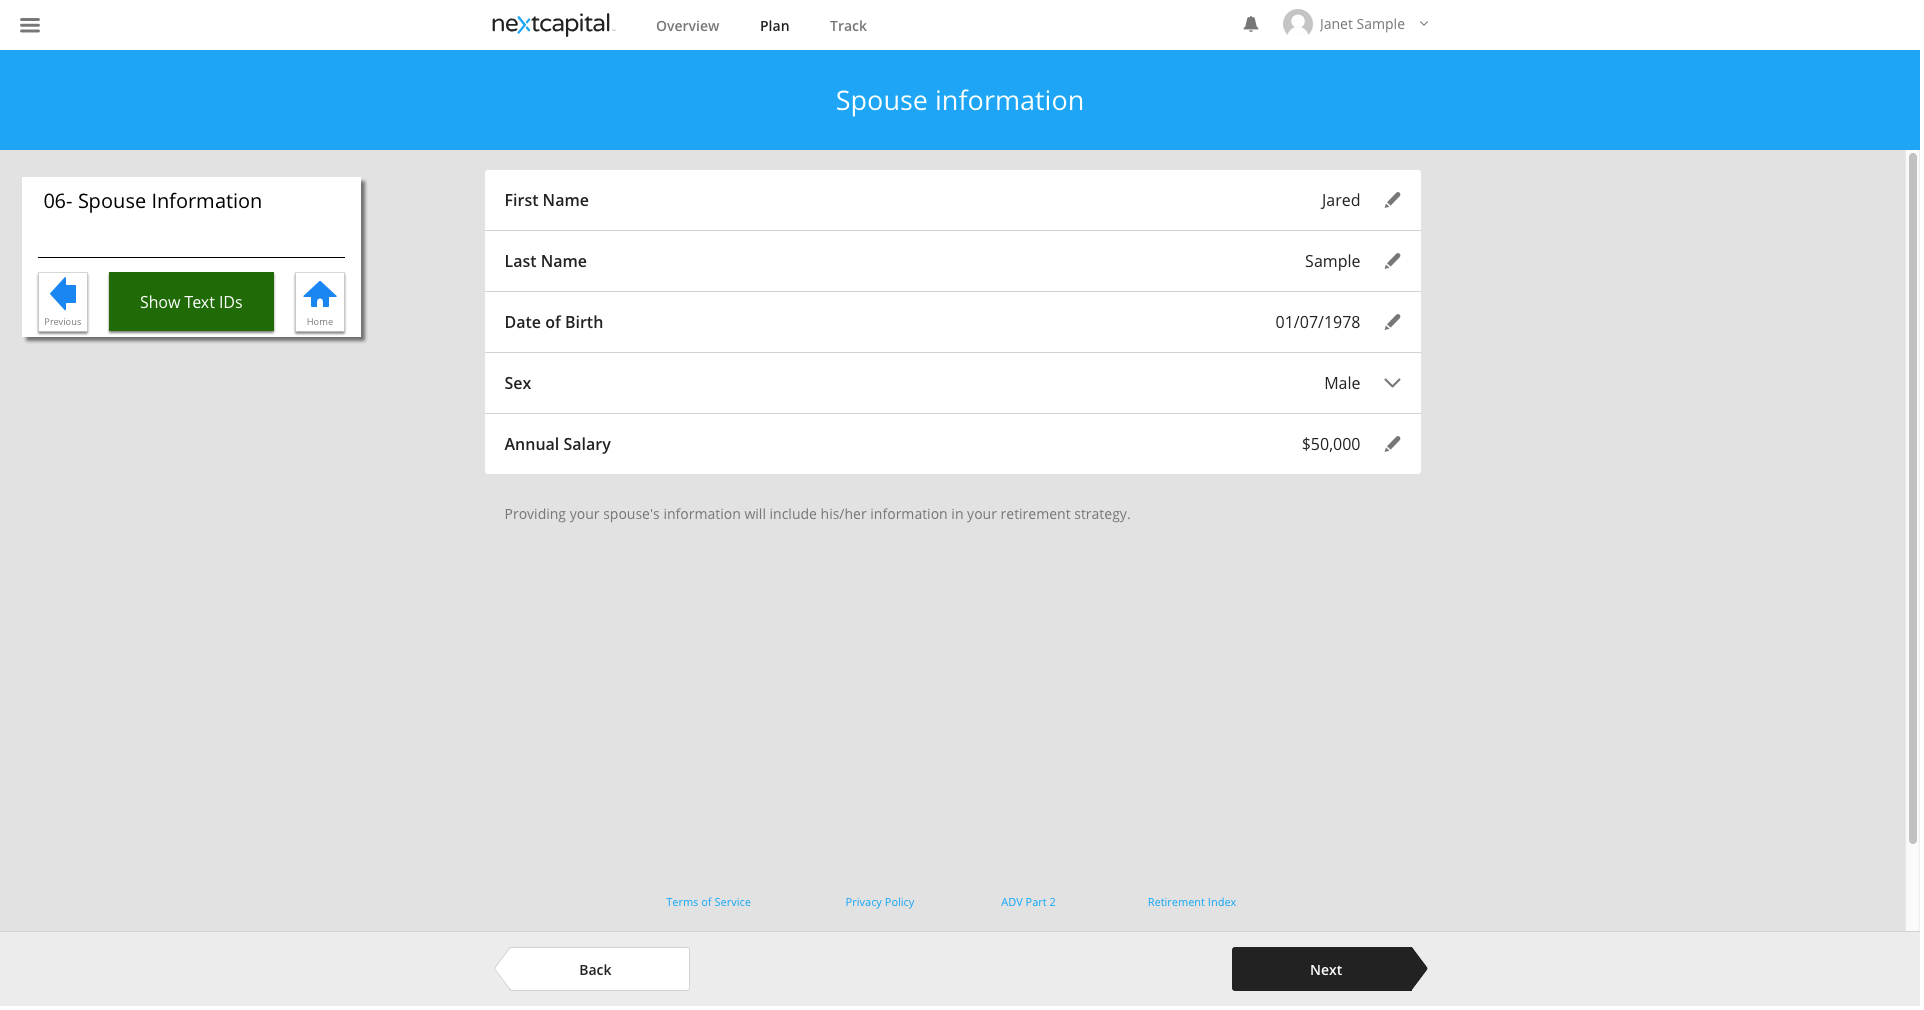 nextcapital
Overview
Plan
Track
Janet Sample
Spouse information
06- Spouse Information
Previous
Show Text IDs
Home
First Name
Jared
Last Name
Sample
Date of Birth
01/07/1978
Sex
Male
Annual Salary
$50,000
Providing your spouse's information will include his/her information in your retirement strategy.
Terms of Service
Privacy Policy
ADV Part 2
Retirement Index
Back
Next